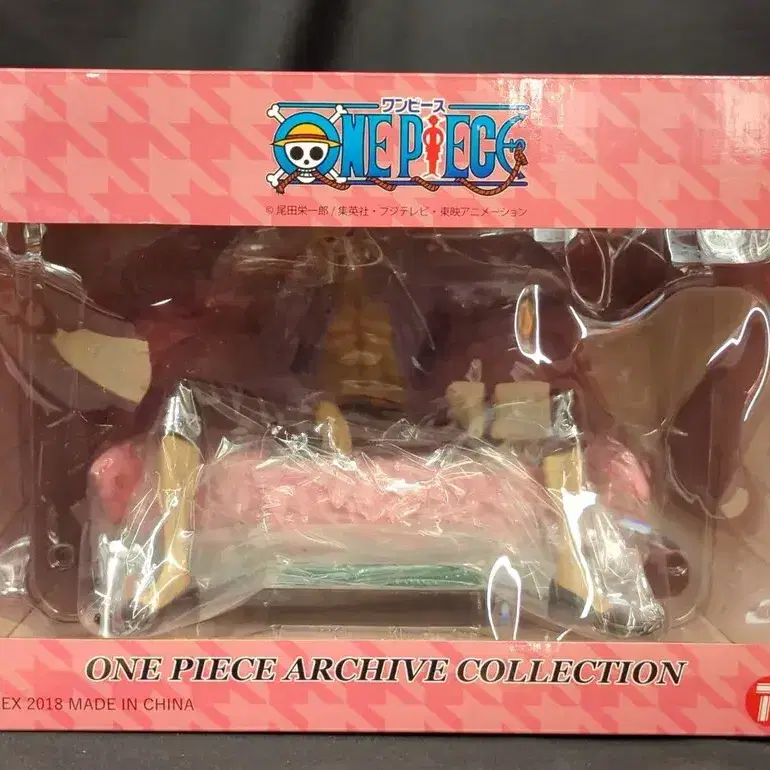 ワンピース
ONE PIECE
© 尾田栄一郎 / 集英社・フジテレビ・東映アニメーション
ONE PIECE ARCHIVE COLLECTION
EX 2018 MADE IN CHINA